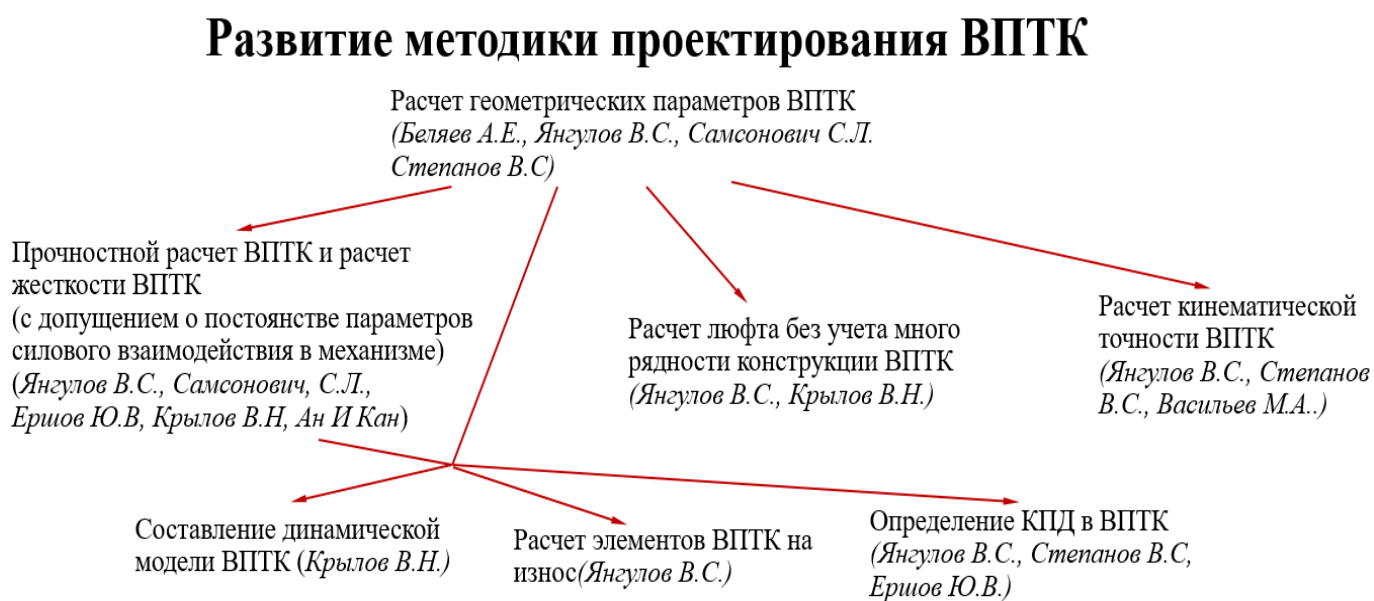 Развитие методики проектирования ВПТК
Расчет геометрических параметров ВПТК
(Беляев А.Е., Янгулов В.С., Самсонович С.Л.
Степанов В.С)
Прочностной расчет ВПТК и расчет
жесткости ВПТК
(с допущением о постоянстве параметров
силового взаимодействия в механизме)
(Янгулов В.С., Самсонович, С.Л.,
Ершов Ю.В, Крылов В.Н, Ан И Кан)
Расчет люфта без учета много
рядности конструкции ВПТК
(Янгулов В.С., Крылов В.Н.)
Расчет кинематической
точности ВПТК
(Янгулов В.С., Степанов
В.С., Васильев М.А..)
Составление динамической
модели ВПТК (Крылов В.Н.)
Расчет элементов ВПТК на
износ(Янгулов В.С.)
Определение КПД в ВПТК
(Янгулов В.С., Степанов В.С,
Ершов Ю.В.)